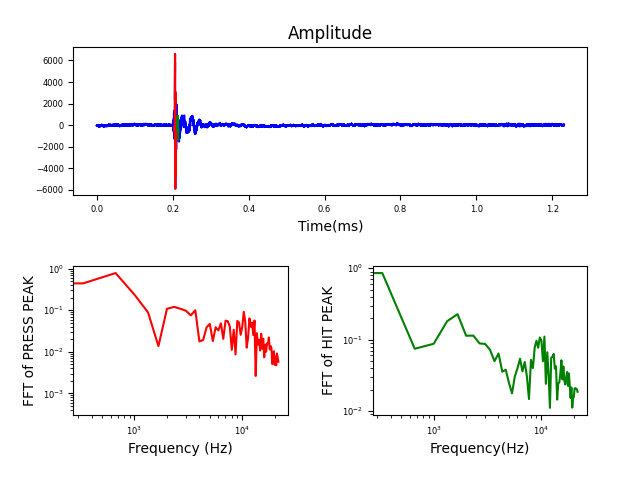 Amplitude
6000
4000
2000
0
−2000
−4000
−6000
0.0 0.2 0.4 0.6 0.8 1.0 1.2
Time(ms)
FFT of PRESS PEAK
10⁰
10⁻¹
10⁻²
10⁻³
10³ 10⁴
Frequency (Hz)
FFT of HIT PEAK
10⁰
10⁻¹
10⁻²
10³ 10⁴
Frequency(Hz)